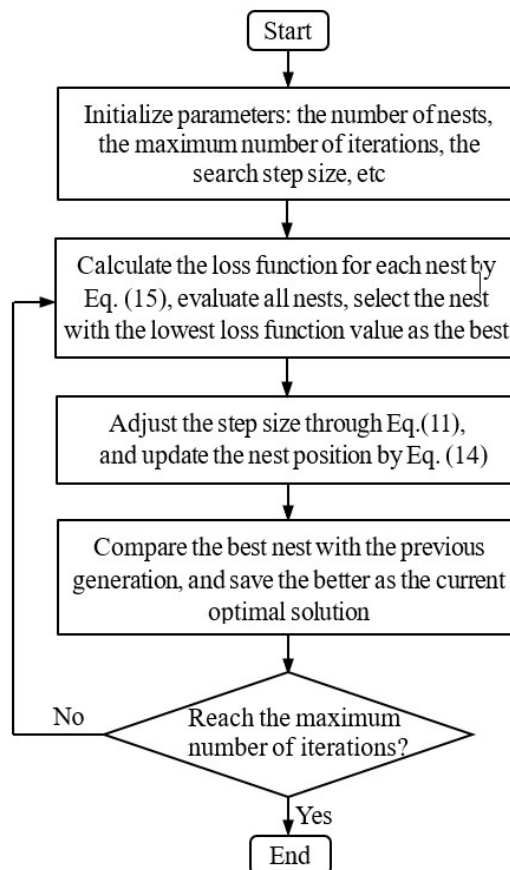 Start
Initialize parameters: the number of nests,
the maximum number of iterations, the
search step size, etc
Calculate the loss function for each nest by
Eq. (15), evaluate all nests, select the nest
with the lowest loss function value as the best
Adjust the step size through Eq.(11),
and update the nest position by Eq. (14)
Compare the best nest with the previous
generation, and save the better as the current
optimal solution
No
Reach the maximum
number of iterations?
Yes
End